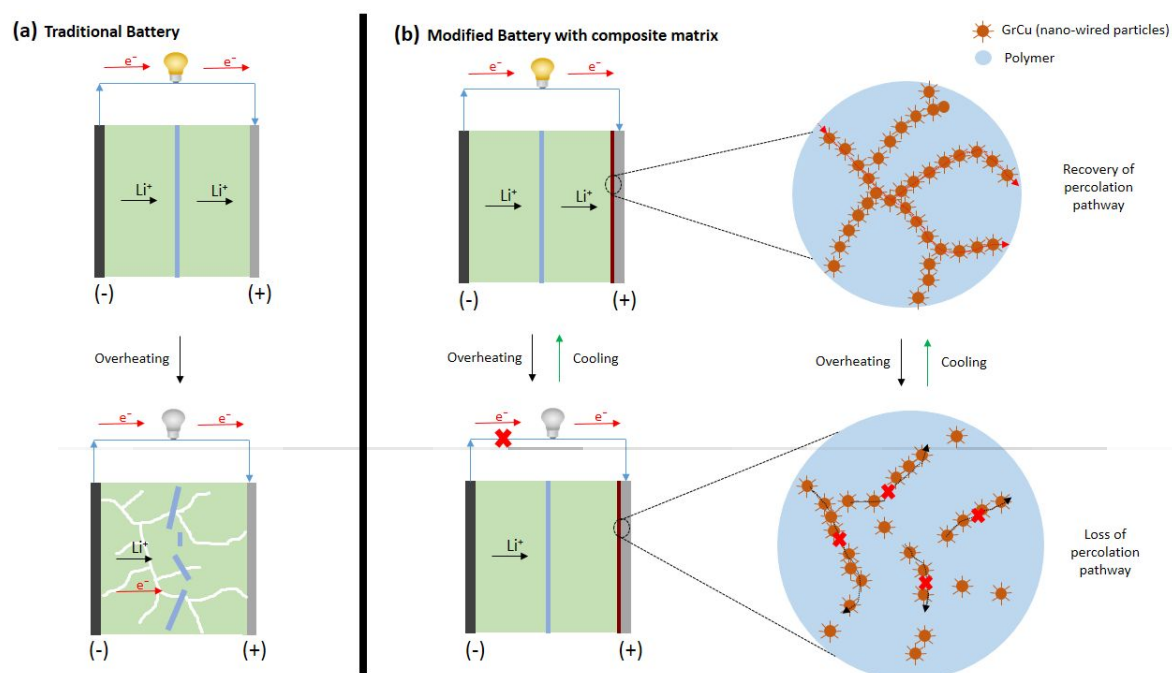 (a) Traditional Battery
e⁻ e⁻
Li⁺ Li⁺
(-) (+)
Overheating
e⁻ e⁻
Li⁺
e⁻
(-) (+)
(b) Modified Battery with composite matrix
GrCu (nano-wired particles)
Polymer
e⁻ e⁻
Li⁺ Li⁺
(-) (+)
Recovery of
percolation
pathway
Overheating Cooling
Overheating Cooling
e⁻ e⁻
Li⁺
(-) (+)
Loss of
percolation
pathway